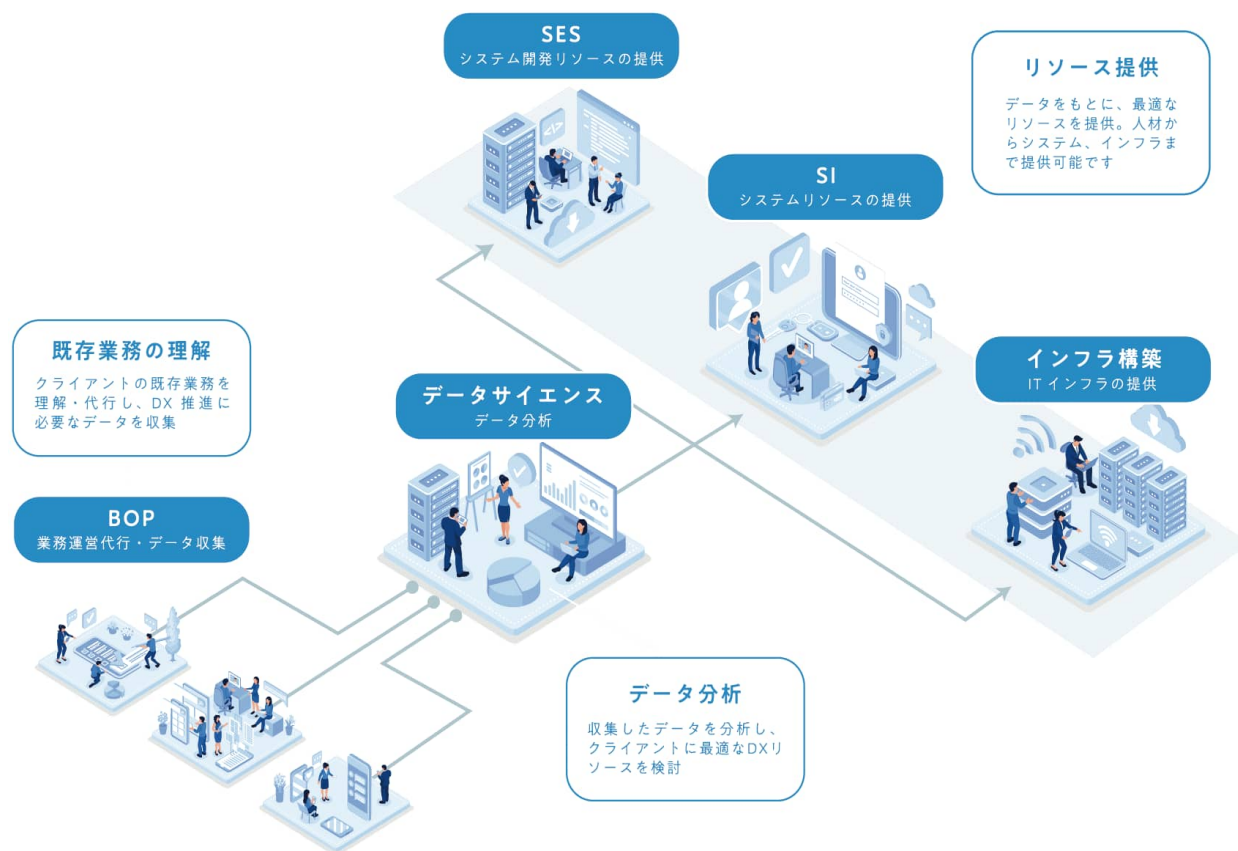 SES
システム開発リソースの提供
リソース提供
データをもとに、最適な
リソースを提供。人材か
らシステム、インフラま
で提供可能です
SI
システムリソースの提供
既存業務の理解
クライアントの既存業務を
理解・代行し、DX 推進に
必要なデータを収集
インフラ構築
IT インフラの提供
データサイエンス
データ分析
BOP
業務運営代行・データ収集
データ分析
収集したデータを分析し、
クライアントに最適なDXリ
ソースを検討